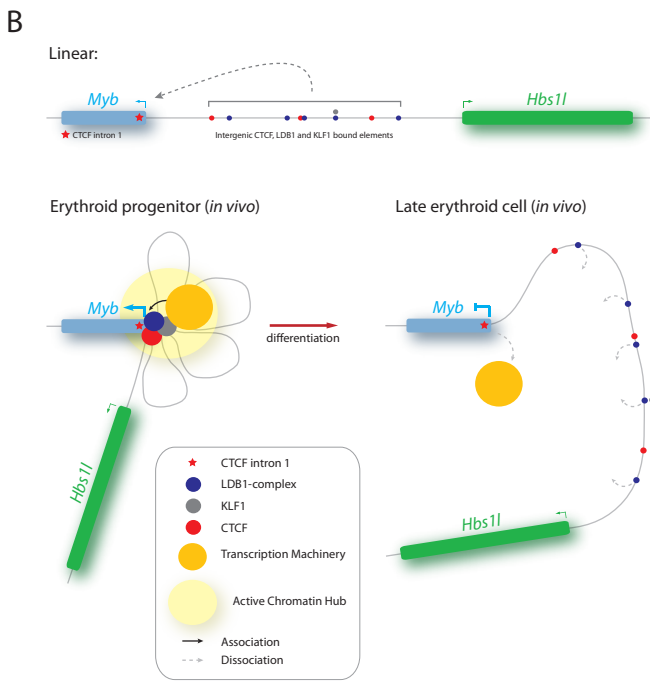 B
Linear:
Myb
Hbs1l
CTCF intron 1
Intergenic CTCF, LDB1 and KLF1 bound elements
Erythroid progenitor (in vivo)
Late erythroid cell (in vivo)
Myb
differentiation
Myb
Hbs1l
Hbs1l
CTCF intron 1
LDB1-complex
KLF1
CTCF
Transcription Machinery
Active Chromatin Hub
Association
Dissociation